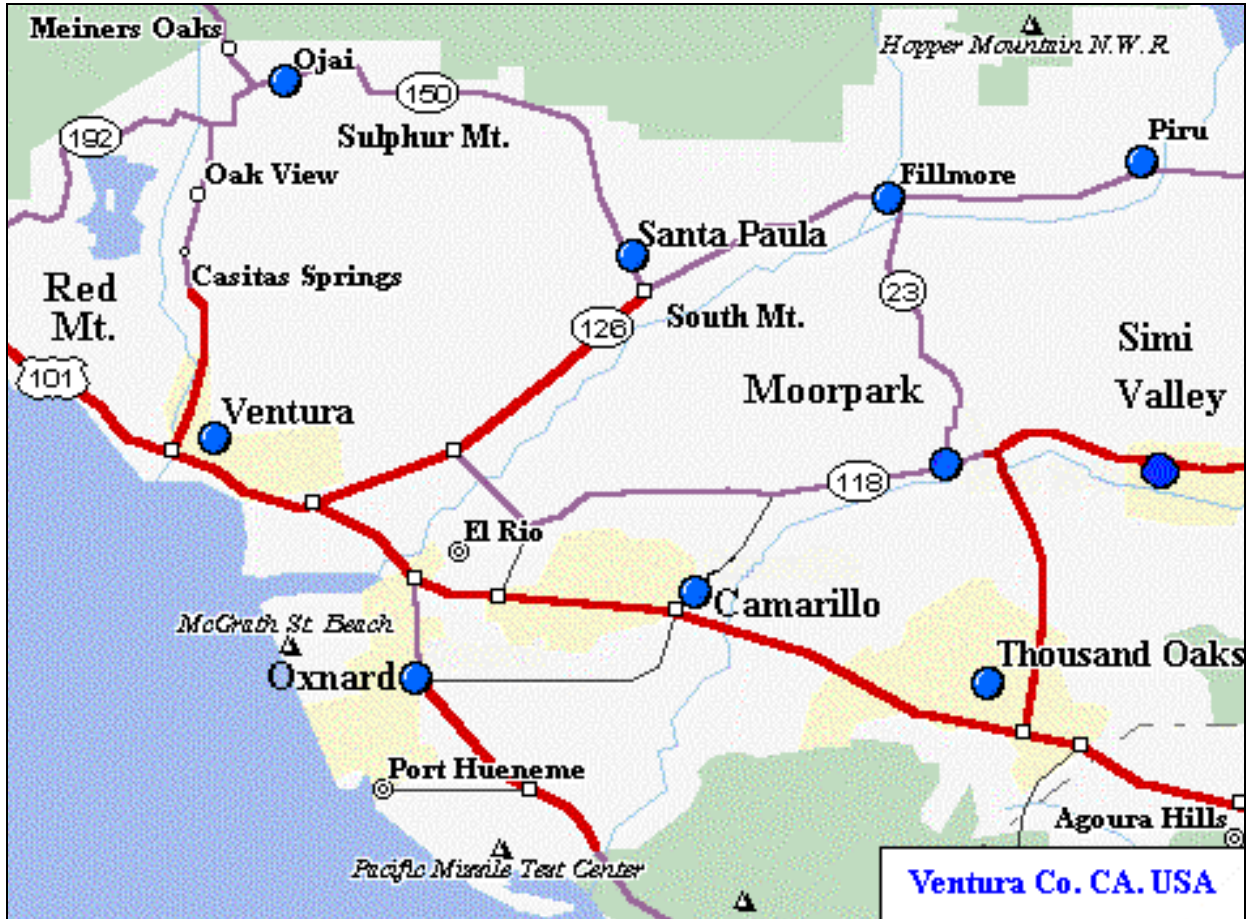 Meiners Oaks
Hopper Mountain N.W.R
Ojai
150
192
Sulphur Mt.
Piru
Oak View
Fillmore
Santa Paula
Casitas Springs
Red
Mt.
23
South Mt.
126
Simi
Valley
101
Moorpark
Ventura
118
El Rio
Camarillo
McGrath St. Beach
Thousand Oaks
Oxnard
Port Hueneme
Agoura Hills
Pacific Missile Test Center
Ventura Co. CA. USA